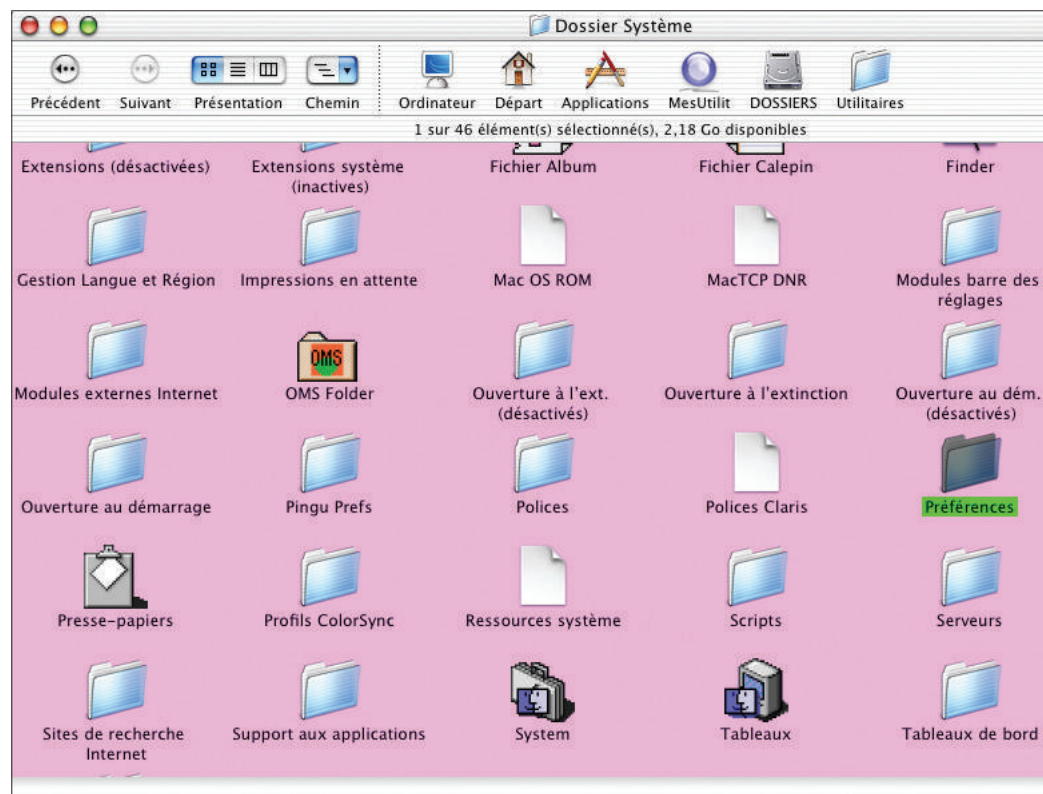 Dossier Système
Précédent Suivant Présentation Chemin Ordinateur Départ Applications MesUtilit DOSSIERS Utilitaires
1 sur 46 élément(s) sélectionné(s), 2,18 Go disponibles
Extensions (désactivées) Extensions système Fichier Album Fichier Calepin Finder
(inactives)
Gestion Langue et Région Impressions en attente Mac OS ROM MacTCP DNR Modules barre des
réglages
OMS
Modules externes Internet OMS Folder Ouverture à l'ext. Ouverture à l'extinction Ouverture au dém.
(désactivés) (désactivés)
Ouverture au démarrage Pingu Prefs Polices Polices Claris Préférences
Presse-papiers Profils ColorSync Ressources système Scripts Serveurs
Sites de recherche Support aux applications System Tableaux Tableaux de bord
Internet